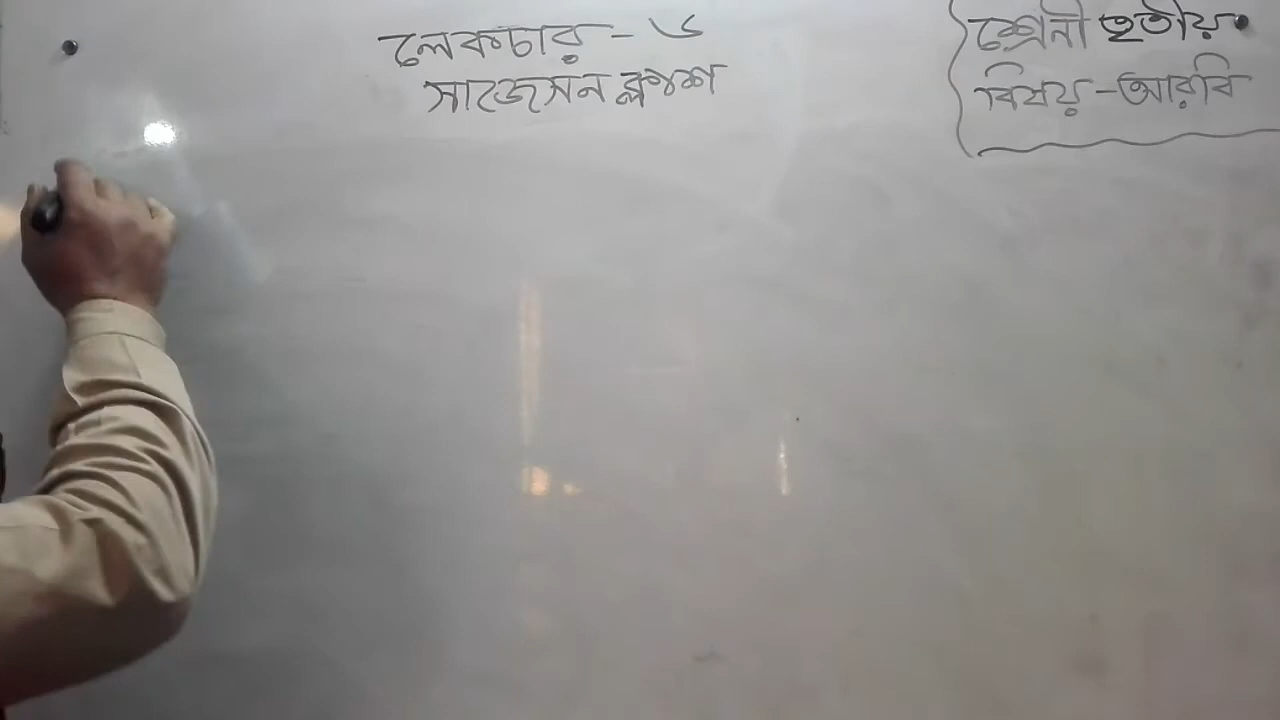 লেকচার - ৬
সাজেসন ক্লাশ
শ্রেনী তৃতীয়
বিষয় - আরবি